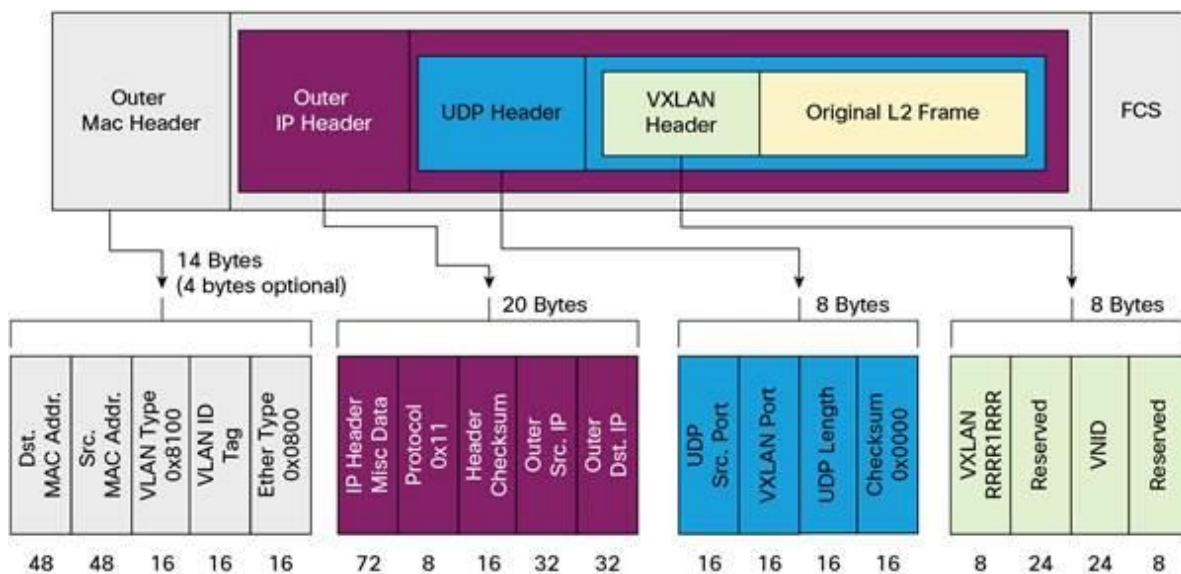 Outer
Mac Header
Outer
IP Header
UDP Header
VXLAN
Header
Original L2 Frame
FCS
14 Bytes
(4 bytes optional)
20 Bytes
8 Bytes
8 Bytes
Dst.
MAC Addr.
Src.
MAC Addr.
VLAN Type
0x8100
VLAN ID
Tag
Ether Type
0x0800
IP Header
Misc Data
Protocol
0x11
Header
Checksum
Outer
Src. IP
Outer
Dst. IP
UDP
Src. Port
VXLAN Port
UDP Length
Checksum
0x0000
VXLAN
RRRR1RRR
Reserved
VNID
Reserved
48 48 16 16 16
72 8 16 32 32
16 16 16 16
8 24 24 8